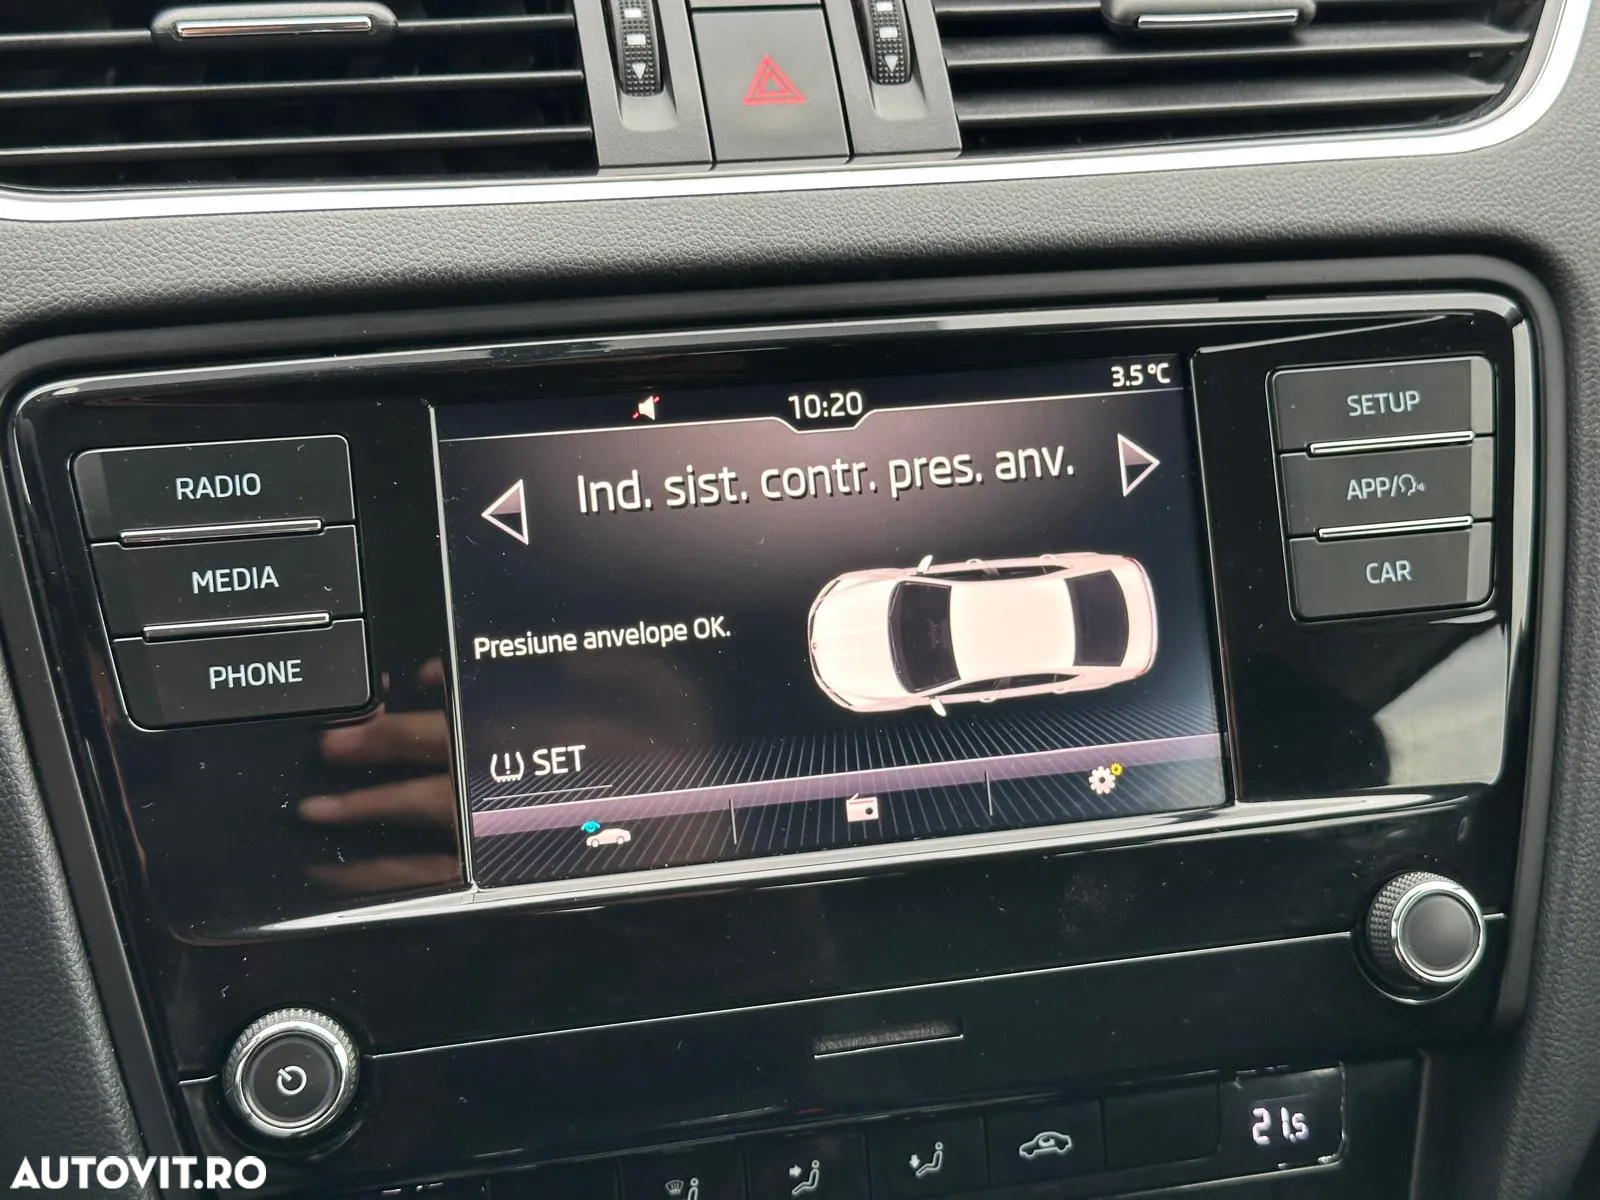 10:20
3.5 °C
Ind. sist. contr. pres. anv.
Presiune anvelope OK.
SET
RADIO
MEDIA
PHONE
SETUP
APP/
CAR
21.5
AUTOVIT.RO